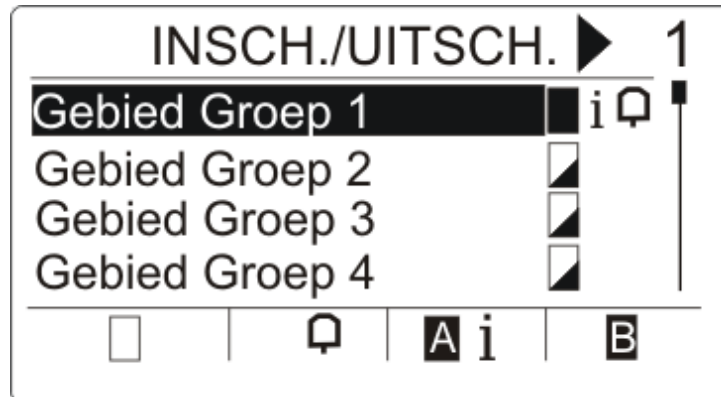 INSCH./UITSCH. ▶ 1
Gebied Groep 1 i
Gebied Groep 2
Gebied Groep 3
Gebied Groep 4
A i B